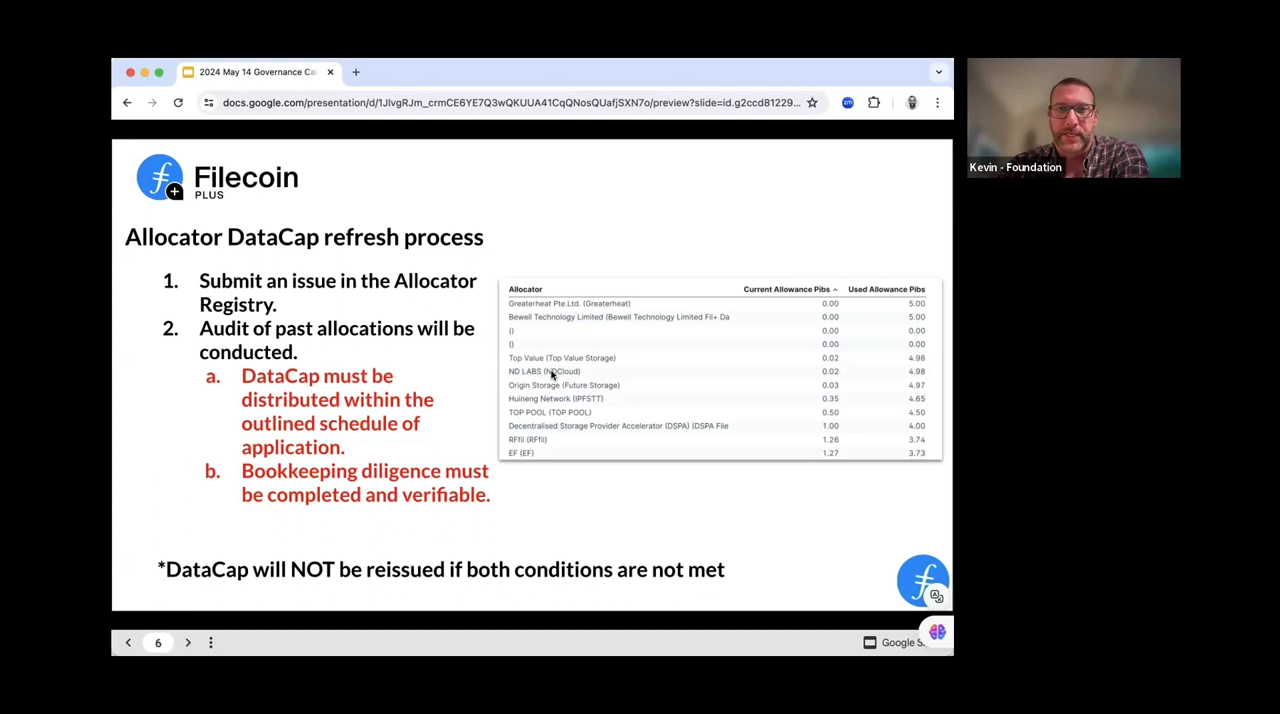 2024 May 14 Governance Ca
docs.google.com/presentation/d/1JlvgRJm_crmCE6YE7Q3wQKUUA41CqQNosQUafjSXN7o/preview?slide=id.g2ccd81229...
Kevin - Foundation
Filecoin
PLUS
Allocator DataCap refresh process
1. Submit an issue in the Allocator
Registry.
2. Audit of past allocations will be
conducted.
a. DataCap must be
distributed within the
outlined schedule of
application.
b. Bookkeeping diligence must
be completed and verifiable.
Allocator Current Allowance Pibs Used Allowance Pibs
Greaterheat Pte.Ltd. (Greaterheat) 0.00 5.00
Bewell Technology Limited (Bewell Technology Limited Fil+ Da 0.00 5.00
() 0.00 0.00
() 0.00 0.00
Top Value (Top Value Storage) 0.02 4.98
ND LABS (NDCloud) 0.02 4.98
Origin Storage (Future Storage) 0.03 4.97
Huineng Network (IPFSTT) 0.35 4.65
TOP POOL (TOP POOL) 0.50 4.50
Decentralised Storage Provider Accelerator (DSPA) (DSPA File 1.00 4.00
RFfil (RFfil) 1.26 3.74
EF (EF) 1.27 3.73
*DataCap will NOT be reissued if both conditions are not met
6
Google S